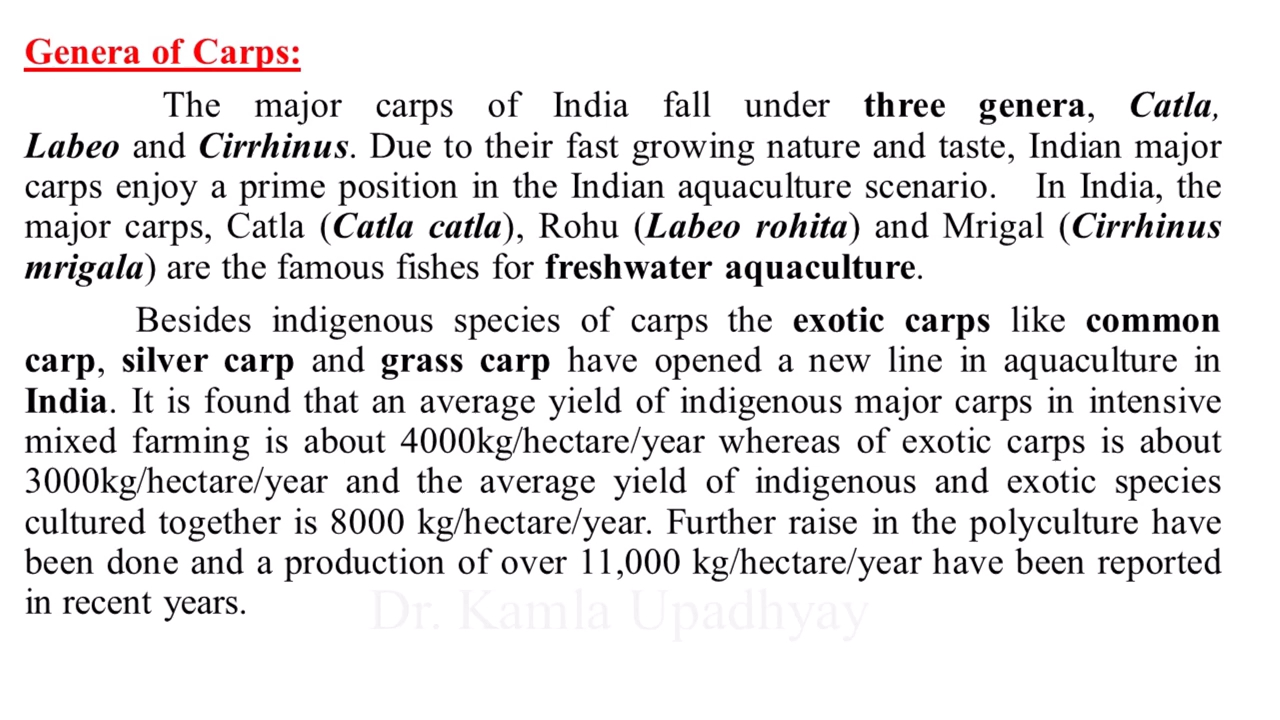 Genera of Carps:
The major carps of India fall under three genera, Catla,
Labeo and Cirrhinus. Due to their fast growing nature and taste, Indian major
carps enjoy a prime position in the Indian aquaculture scenario. In India, the
major carps, Catla (Catla catla), Rohu (Labeo rohita) and Mrigal (Cirrhinus
mrigala) are the famous fishes for freshwater aquaculture.
Besides indigenous species of carps the exotic carps like common
carp, silver carp and grass carp have opened a new line in aquaculture in
India. It is found that an average yield of indigenous major carps in intensive
mixed farming is about 4000kg/hectare/year whereas of exotic carps is about
3000kg/hectare/year and the average yield of indigenous and exotic species
cultured together is 8000 kg/hectare/year. Further raise in the polyculture have
been done and a production of over 11,000 kg/hectare/year have been reported
in recent years.
Dr. Kamla Upadhyay